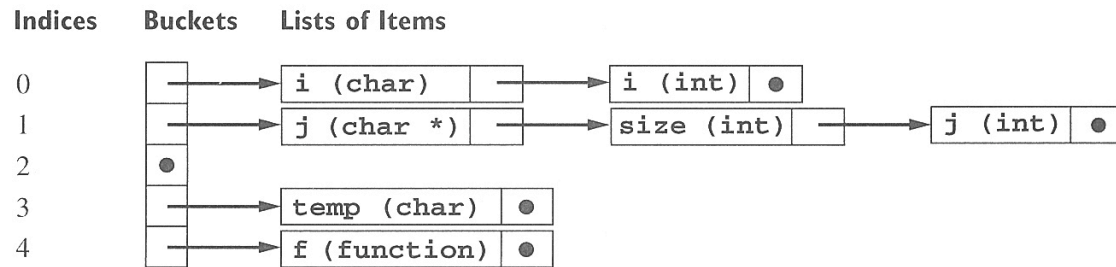 Indices Buckets Lists of Items
0 i (char) i (int)
1 j (char *) size (int) j (int)
2
3 temp (char)
4 f (function)